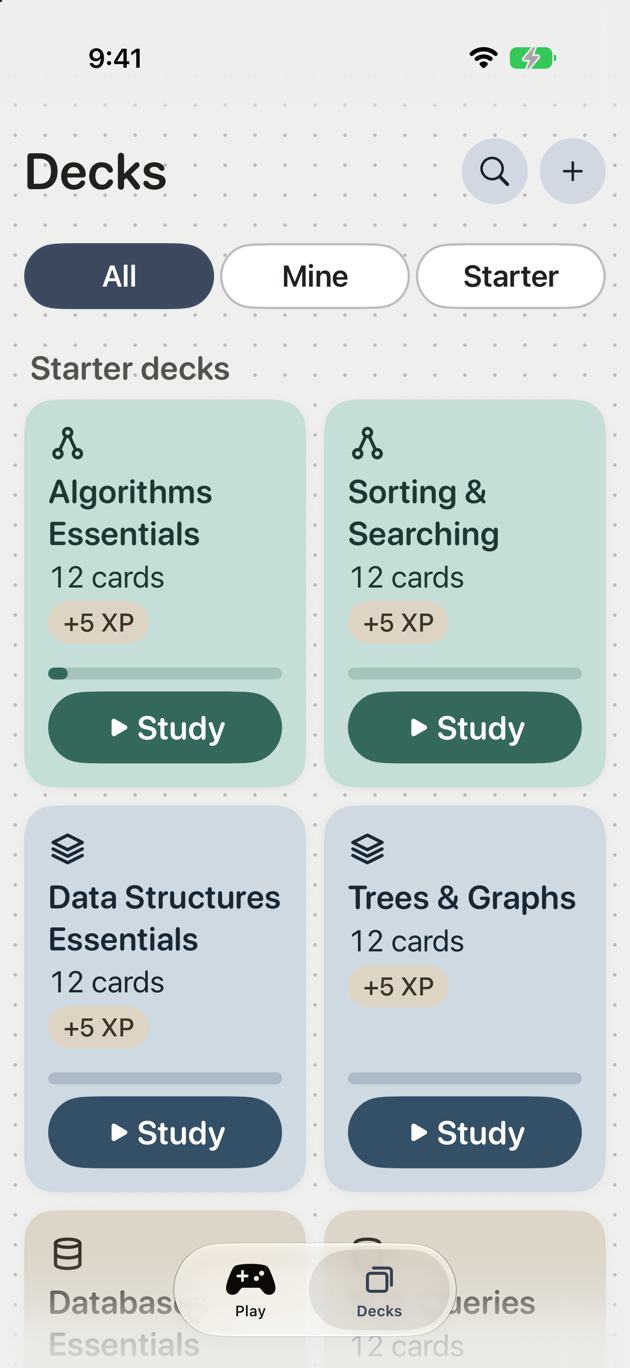 9:41
Decks
All
Mine
Starter
Starter decks
Algorithms
Essentials
12 cards
+5 XP
Study
Sorting &
Searching
12 cards
+5 XP
Study
Data Structures
Essentials
12 cards
+5 XP
Study
Trees & Graphs
12 cards
+5 XP
Study
Essentials
12 cards
Play
Decks